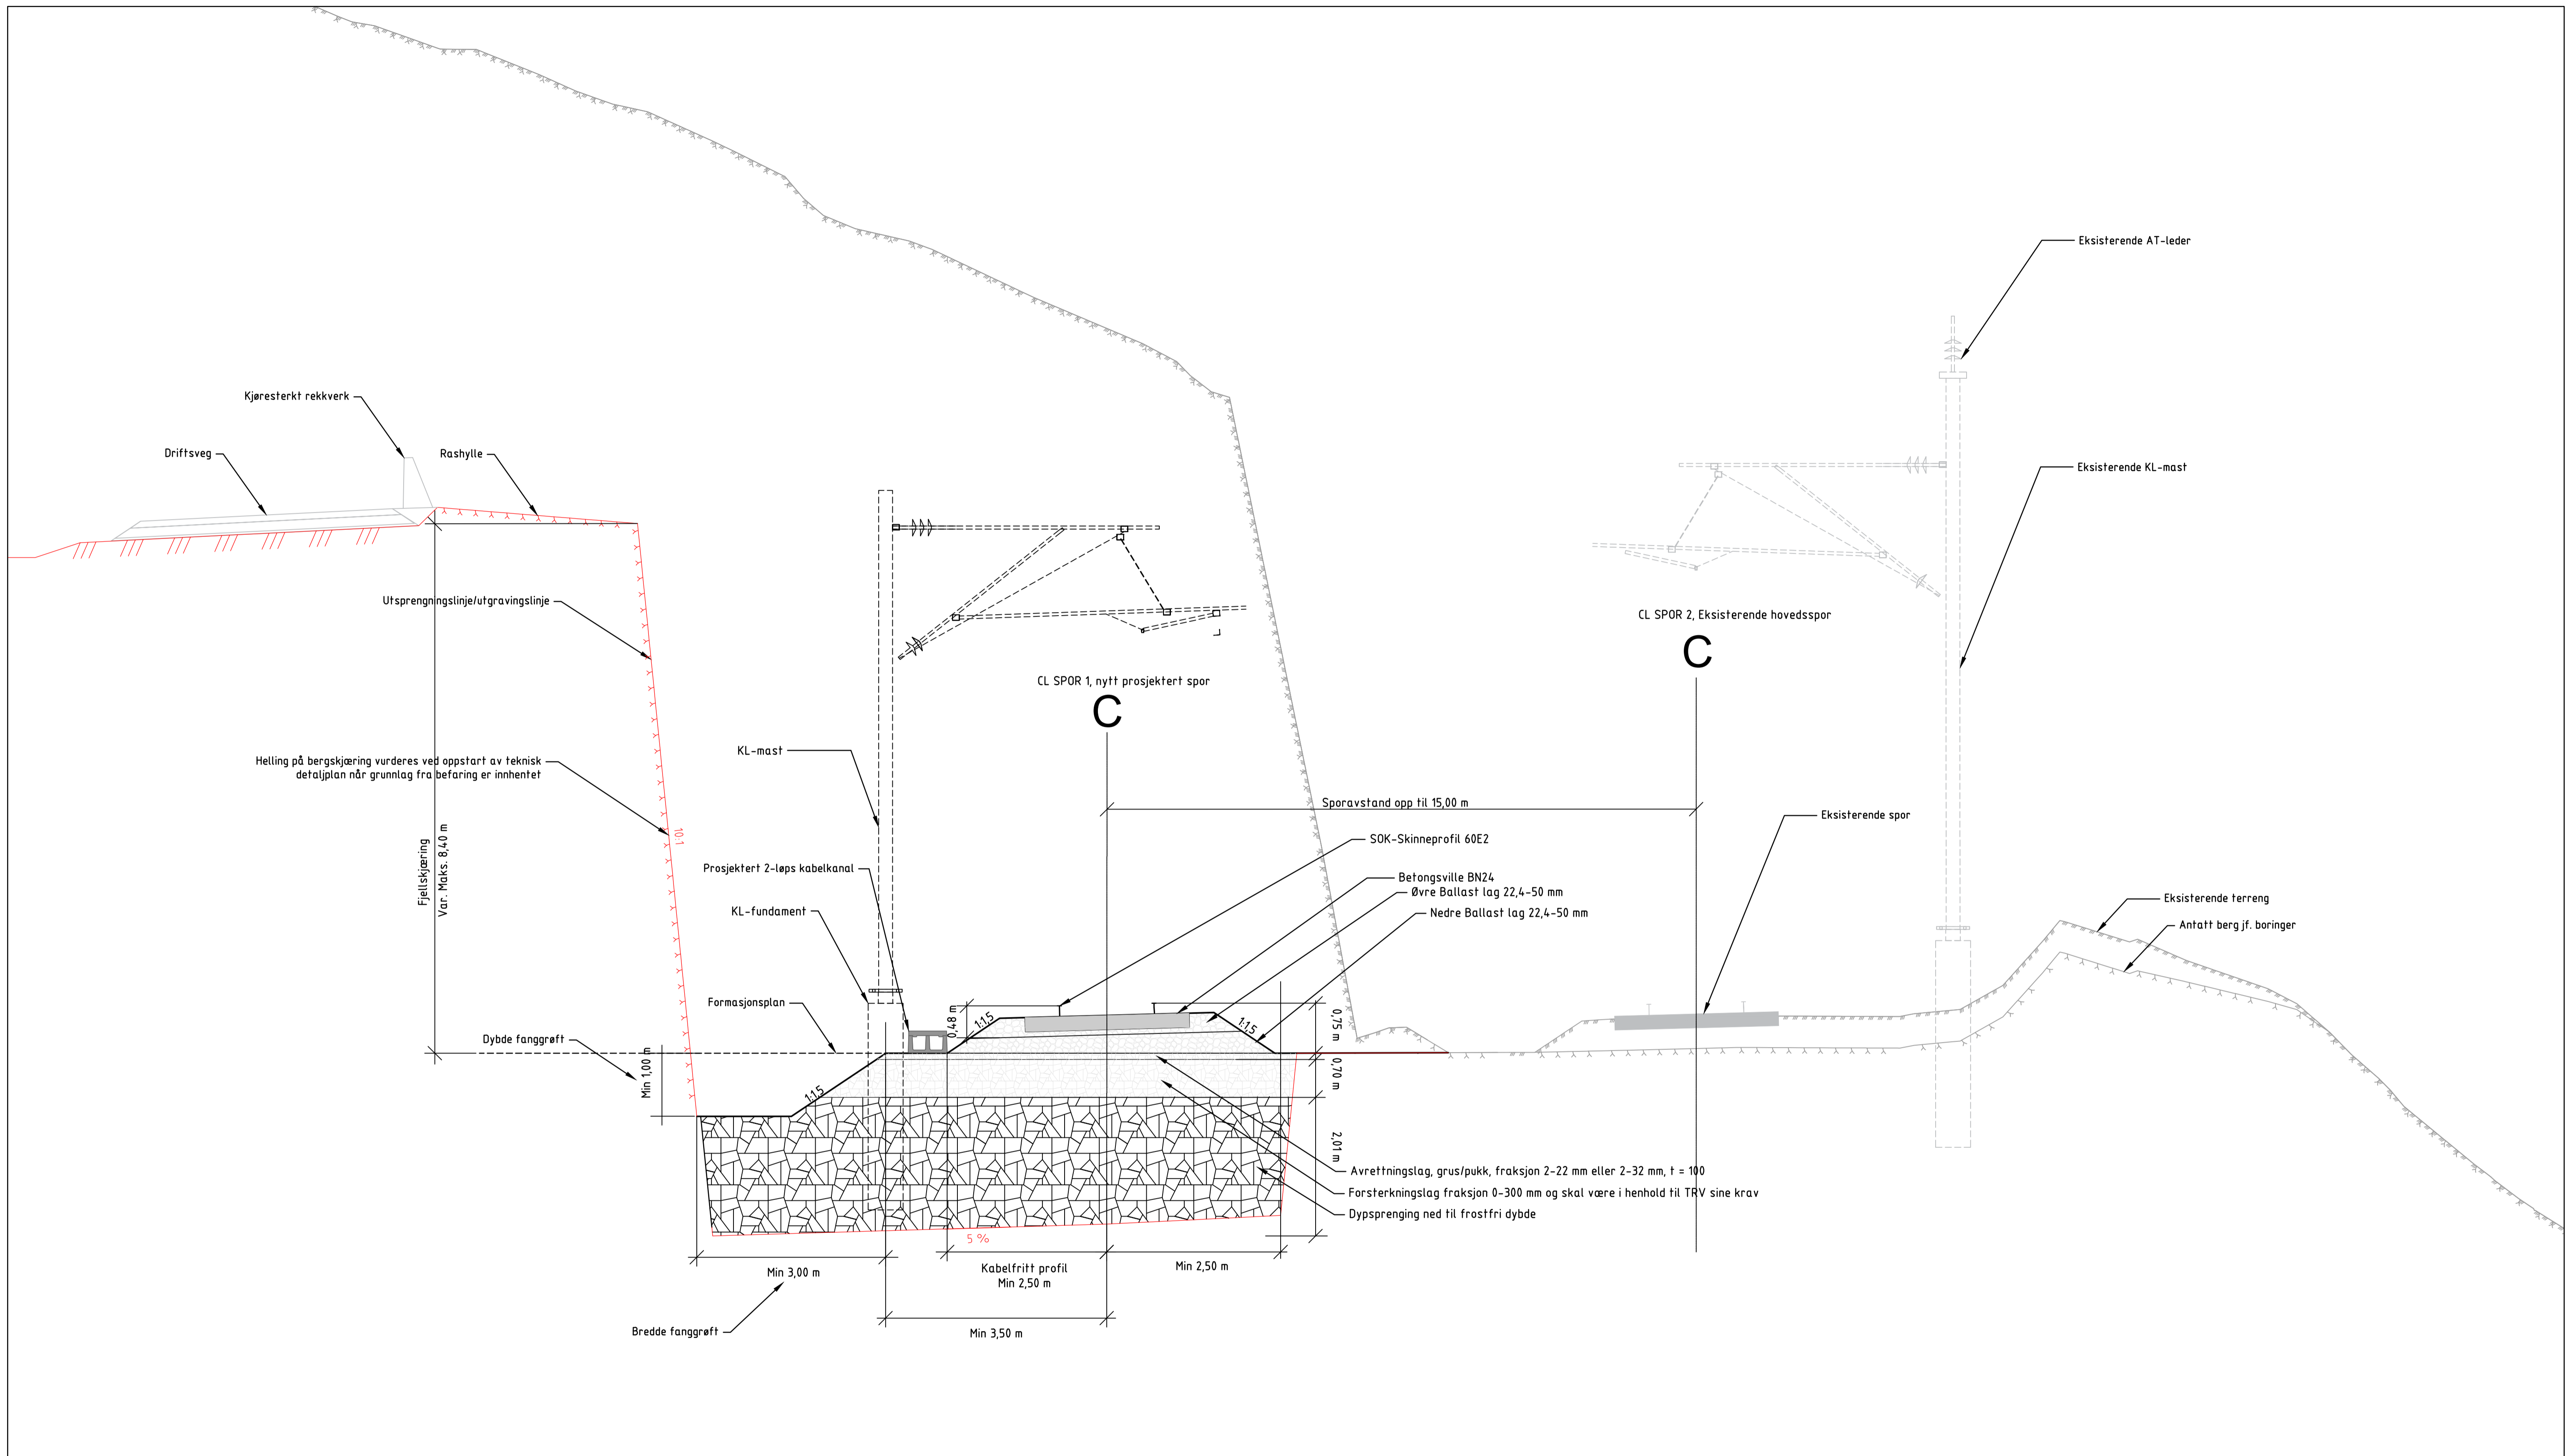 Eksisterende AT-leder
Kjøresterkt rekkverk
Driftsveg
Rashylle
Eksisterende KL-mast
Utsprengningslinje/utgravingslinje
CL SPOR 2, Eksisterende hovedsspor
C
CL SPOR 1, nytt prosjektert spor
C
KL-mast
Helling på bergskjæring vurderes ved oppstart av teknisk
detaljplan når grunnlag fra befaring er innhentet
Sporavstand opp til 15,00 m
Eksisterende spor
10:1
SOK-Skinneprofil 60E2
Fjellskjæring
Var. Maks. 8,40 m
Prosjektert 2-løps kabelkanal
Betongsville BN24
Øvre Ballast lag 22,4-50 mm
Nedre Ballast lag 22,4-50 mm
KL-fundament
Eksisterende terreng
Antatt berg jf. boringer
Formasjonsplan
0,48 m
1:1,5
1:1,5
0,75 m
Dybde fanggrøft
Min 1,00 m
0,70 m
1:1,5
2,01 m
Avrettningslag, grus/pukk, fraksjon 2-22 mm eller 2-32 mm, t = 100
Forsterkningslag fraksjon 0-300 mm og skal være i henhold til TRV sine krav
Dypsprenging ned til frostfri dybde
5 %
Min 3,00 m
Kabelfritt profil
Min 2,50 m
Min 2,50 m
Bredde fanggrøft
Min 3,50 m